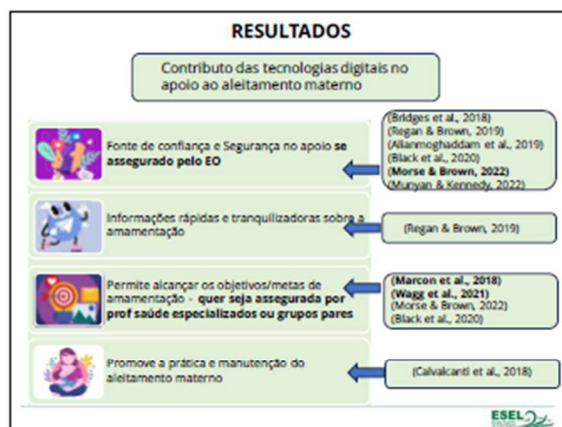 RESULTADOS
Contributo das tecnologias digitais no
apoio ao aleitamento materno
Fonte de confiança e Segurança no apoio se
assegurado pelo EO
(Bridges et al., 2018)
(Regan & Brown, 2019)
(Allanmoghaddam et al., 2019)
(Black et al., 2020)
(Morse & Brown, 2022)
(Munyan & Kennedy, 2022)
Informações rápidas e tranquilizadoras sobre a
amamentação
(Regan & Brown, 2019)
Permite alcançar os objetivos/metas de
amamentação - quer seja assegurada por
prof saúde especializados ou grupos pares
(Marcon et al., 2018)
(Wagg et al., 2021)
(Morse & Brown, 2022)
(Black et al., 2020)
Promove a prática e manutenção do
aleitamento materno
(Calvalcanti et al., 2018)
ESEL